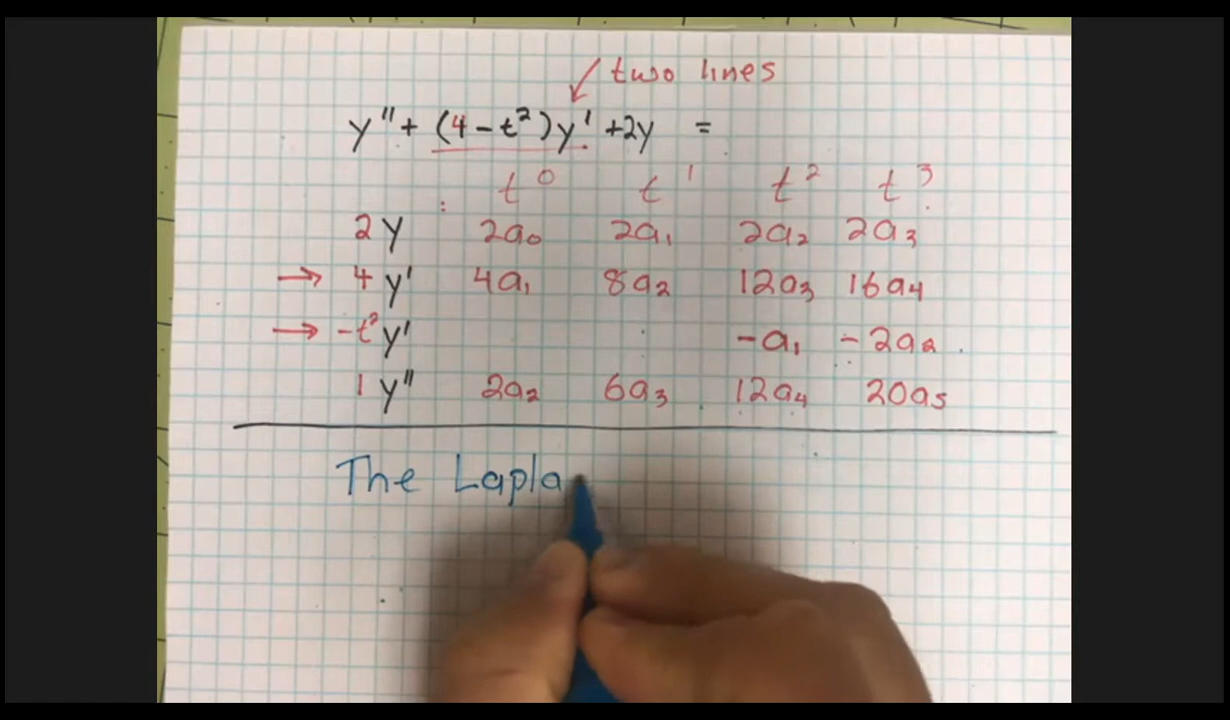 two lines
y" + (4 - t²)y' + 2y =
t⁰ t¹ t² t³
2y 2a₀ 2a₁ 2a₂ 2a₃
→ 4y' 4a₁ 8a₂ 12a₃ 16a₄
→ -t²y' -a₁ -2a₂
1y" 2a₂ 6a₃ 12a₄ 20a₅
The Lapla